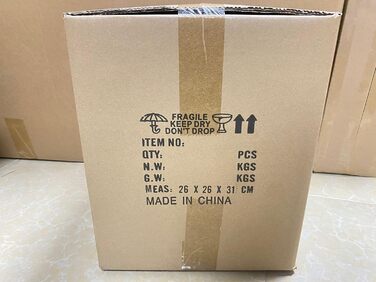 FRAGILE
KEEP DRY
DON'T DROP
ITEM NO:
QTY: PCS
N.W: KGS
G.W: KGS
MEAS: 26 X 26 X 31 CM
MADE IN CHINA